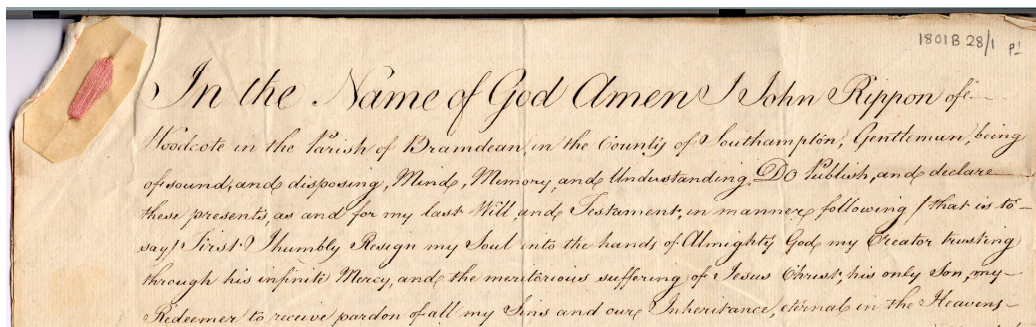 1801B 28/1 P1
In the Name of God Amen I John Rippon of
Woodcote in the Parish of Bramdean, in the County of Southampton, Gentleman, being
of sound, and disposing, Mind, Memory, and Understanding, Do Publish, and declare
these presents, as and for my last Will, and Testament, in manner, following (that is to
say) First I humbly Resign my Soul into the hands of Almighty God, my Creator trusting
through his infinite Mercy, and the meritorious suffering of Jesus Christ, his only Son, my
Redeemer to receive pardon of all my Sins and Inheritance, eternal in the Heavens